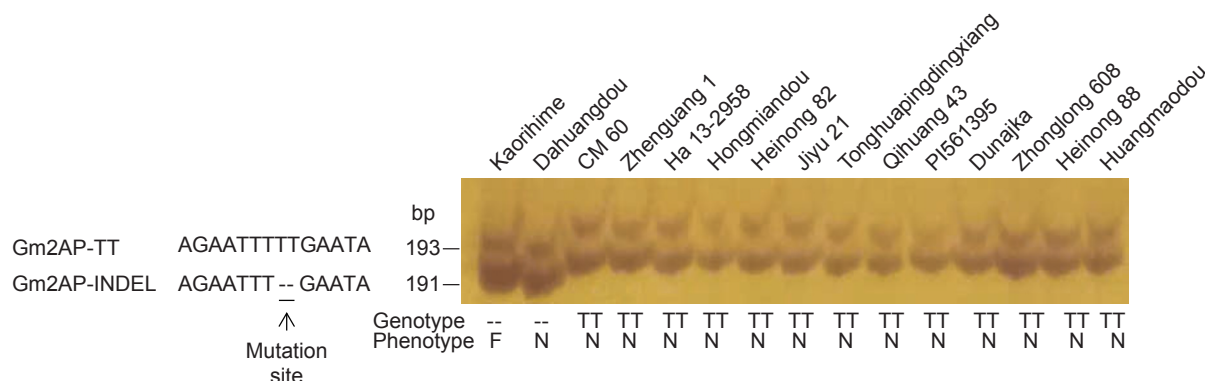 Kaorihime
Dahuangdou
CM 60
Zhenguang 1
Ha 13-2958
Hongmiandou
Heinong 82
Jiyu 21
Tonghuapingdingxiang
Qihuang 43
PI561395
Dunajka
Zhonglong 608
Heinong 88
Huangmaodou
bp
Gm2AP-TT AGAATTTTTGAATA 193
Gm2AP-INDEL AGAATTT -- GAATA 191
Genotype -- -- TT TT TT TT TT TT TT TT TT TT TT TT TT
Phenotype F N N N N N N N N N N N N N N
Mutation
site